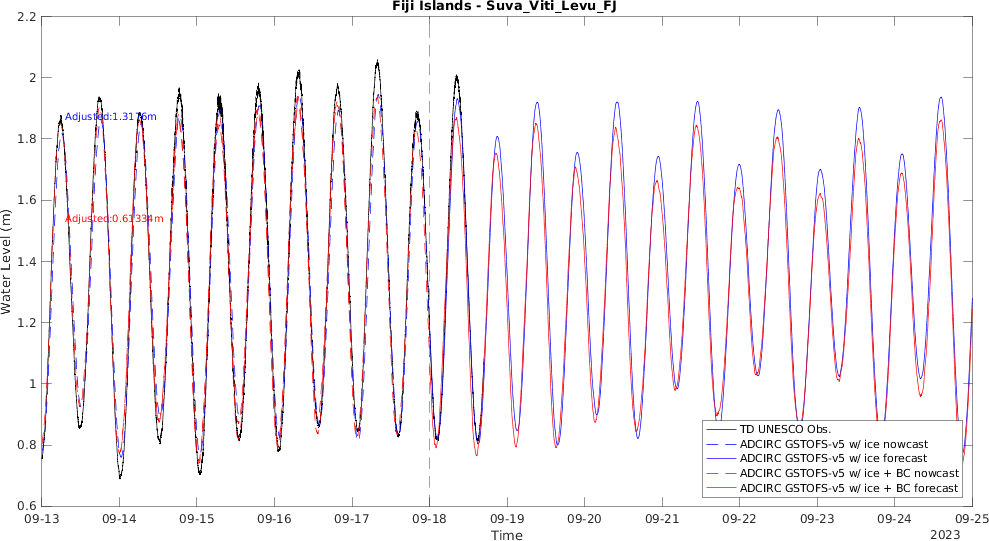 Fiji Islands - Suva_Viti_Levu_FJ
2.2
2
1.8
1.6
1.4
1.2
1
0.8
0.6
Water Level (m)
Adjusted:1.3176m
Adjusted:0.61334m
TD UNESCO Obs.
ADCIRC GSTOFS-v5 w/ ice nowcast
ADCIRC GSTOFS-v5 w/ ice forecast
ADCIRC GSTOFS-v5 w/ ice + BC nowcast
ADCIRC GSTOFS-v5 w/ ice + BC forecast
09-13 09-14 09-15 09-16 09-17 09-18 09-19 09-20 09-21 09-22 09-23 09-24 09-25
Time
2023